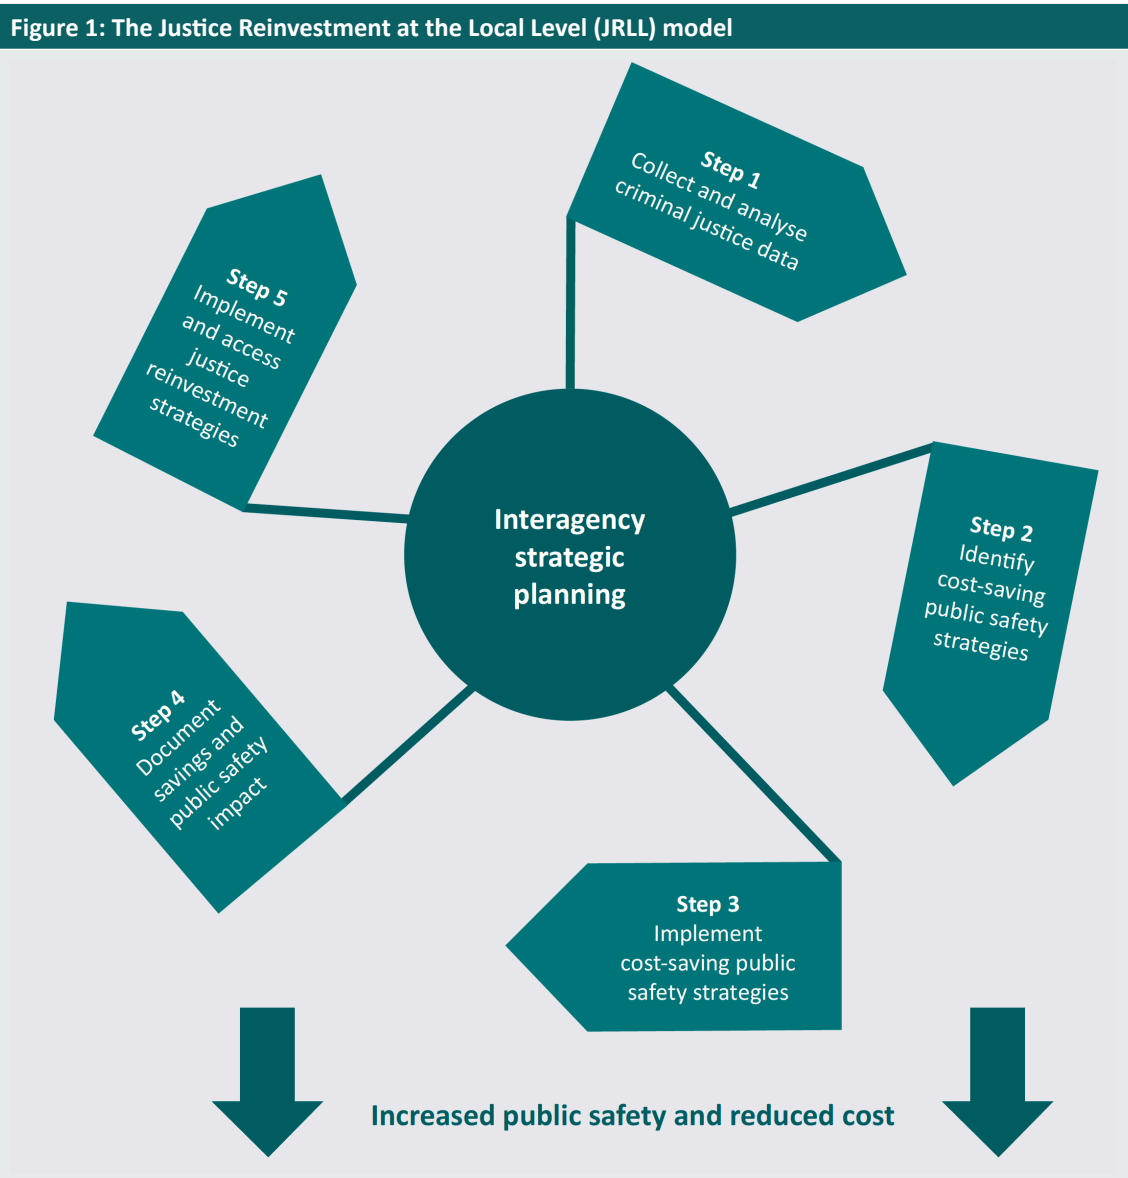 Figure 1: The Justice Reinvestment at the Local Level (JRLL) model
Step 1
Collect and analyse
criminal justice data
Step 2
Identify
cost-saving
public safety
strategies
Step 3
Implement
cost-saving public
safety strategies
Step 4
Document
savings and
public safety
impact
Step 5
Implement
and access
justice
reinvestment
strategies
Interagency
strategic
planning
Increased public safety and reduced cost